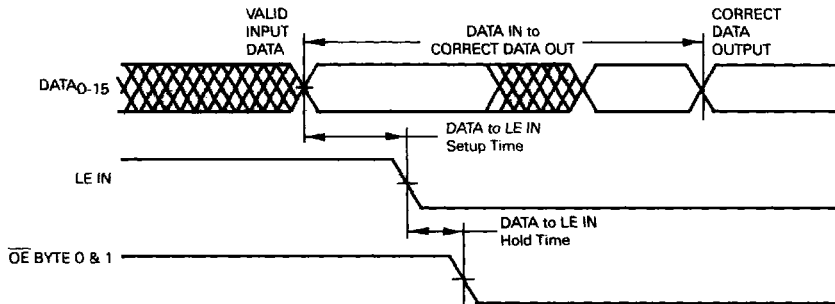 VALID
INPUT
DATA
DATA IN to
CORRECT DATA OUT
CORRECT
DATA
OUTPUT
DATA0-15
DATA to LE IN
Setup Time
LE IN
DATA to LE IN
Hold Time
OE BYTE 0 & 1